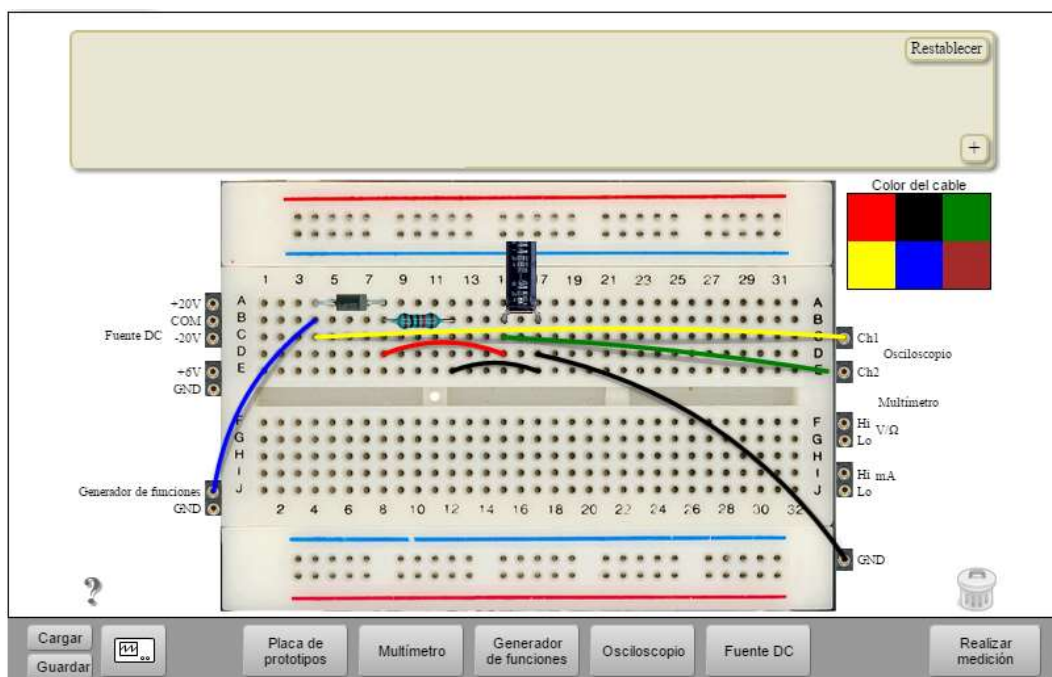 Restablecer
+
Color del cable
1 3 5 7 9 11 13 15 17 19 21 23 25 27 29 31
A A
+20V
B B
COM
Fuente DC
-20V
C C
Ch1
D D
Osciloscopio
E E
+6V
Ch2
GND
Multímetro
F F
Hi
V/Ω
G G
Lo
H H
I I
Hi
mA
J J
Lo
Generador de funciones
GND
2 4 6 8 10 12 14 16 18 20 22 24 26 28 30 32
GND
?
Cargar
Guardar
Placa de prototipos
Multímetro
Generador de funciones
Osciloscopio
Fuente DC
Realizar medición